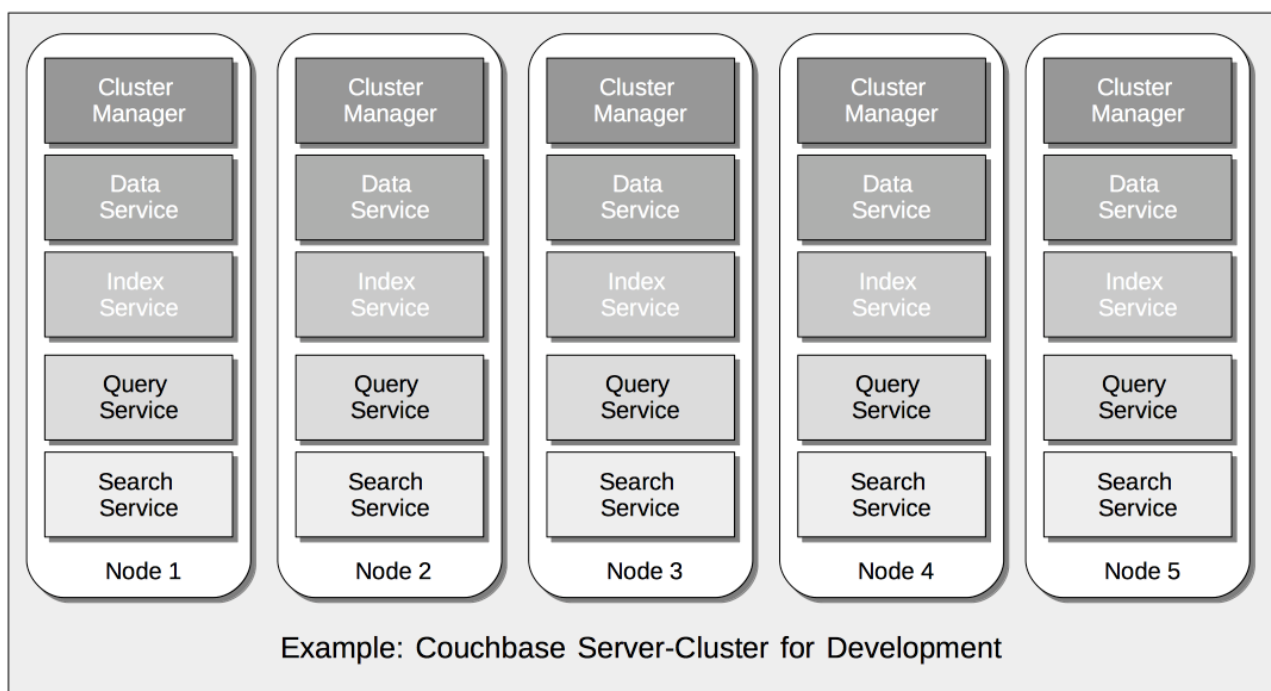 Cluster
Manager
Data
Service
Index
Service
Query
Service
Search
Service
Node 1
Cluster
Manager
Data
Service
Index
Service
Query
Service
Search
Service
Node 2
Cluster
Manager
Data
Service
Index
Service
Query
Service
Search
Service
Node 3
Cluster
Manager
Data
Service
Index
Service
Query
Service
Search
Service
Node 4
Cluster
Manager
Data
Service
Index
Service
Query
Service
Search
Service
Node 5
Example: Couchbase Server-Cluster for Development